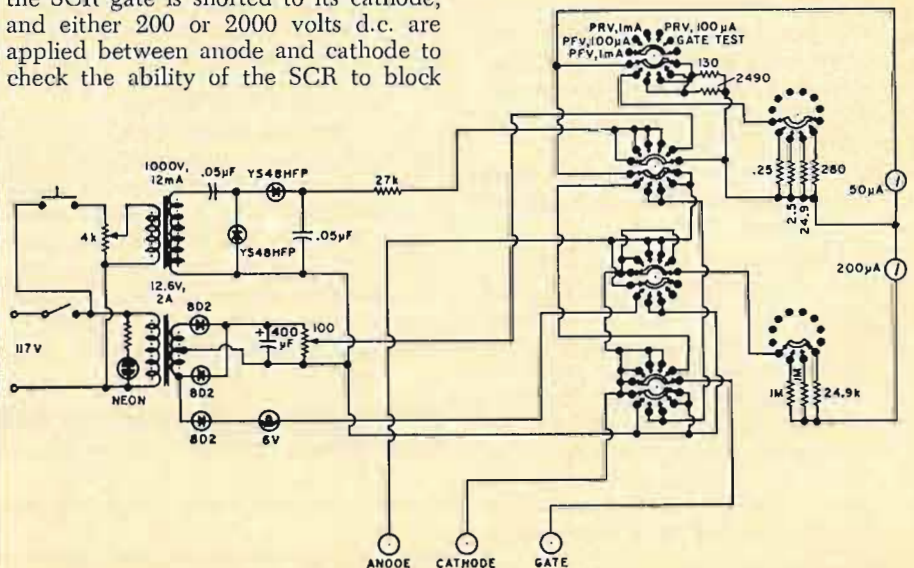 the SCR gate is shorted to its cathode,
and either 200 or 2000 volts d.c. are
applied between anode and cathode to
check the ability of the SCR to block
PRV,1mA
PRV, 100μA
PFV,100μA
GATE TEST
PFV,1mA
130
2490
1000V,
12mA
.05μF
YS48HFP
27k
.25
2.5
24.9
280
50μA
4k
YS48HFP
.05μF
200μA
12.6V,
2A
8D2
117V
+
400
μF
100
8D2
NEON
8D2
6V
1M
1M
24.9k
ANODE
CATHODE
GATE